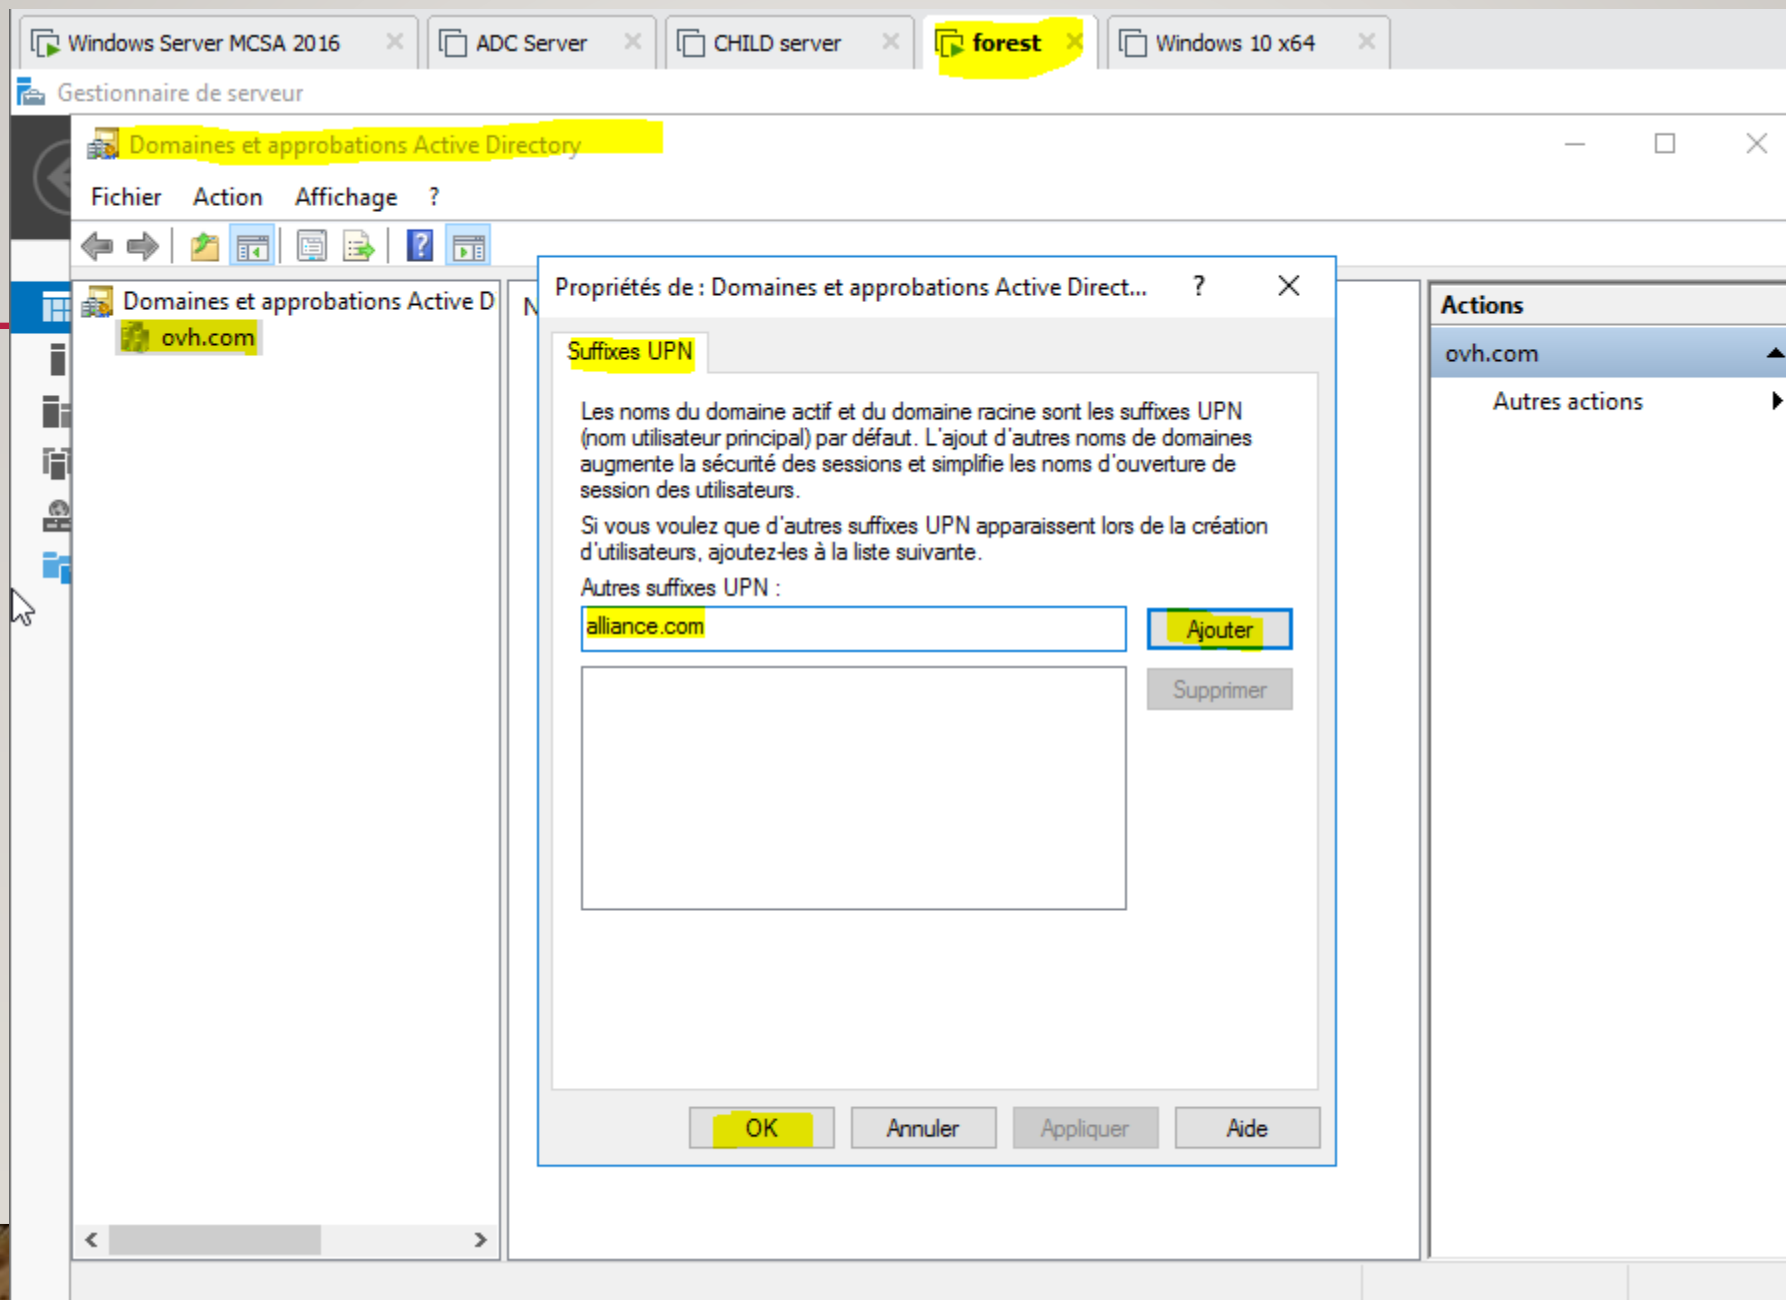 Windows Server MCSA 2016
ADC Server
CHILD server
forest
Windows 10 x64
Gestionnaire de serveur
Domaines et approbations Active Directory
Fichier Action Affichage ?
Domaines et approbations Active D
ovh.com
N
Propriétés de : Domaines et approbations Active Direct... ?
Suffixes UPN
Les noms du domaine actif et du domaine racine sont les suffixes UPN
(nom utilisateur principal) par défaut. L'ajout d'autres noms de domaines
augmente la sécurité des sessions et simplifie les noms d'ouverture de
session des utilisateurs.
Si vous voulez que d'autres suffixes UPN apparaissent lors de la création
d'utilisateurs, ajoutez-les à la liste suivante.
Autres suffixes UPN :
alliance.com
Ajouter
Supprimer
OK
Annuler
Appliquer
Aide
Actions
ovh.com
Autres actions